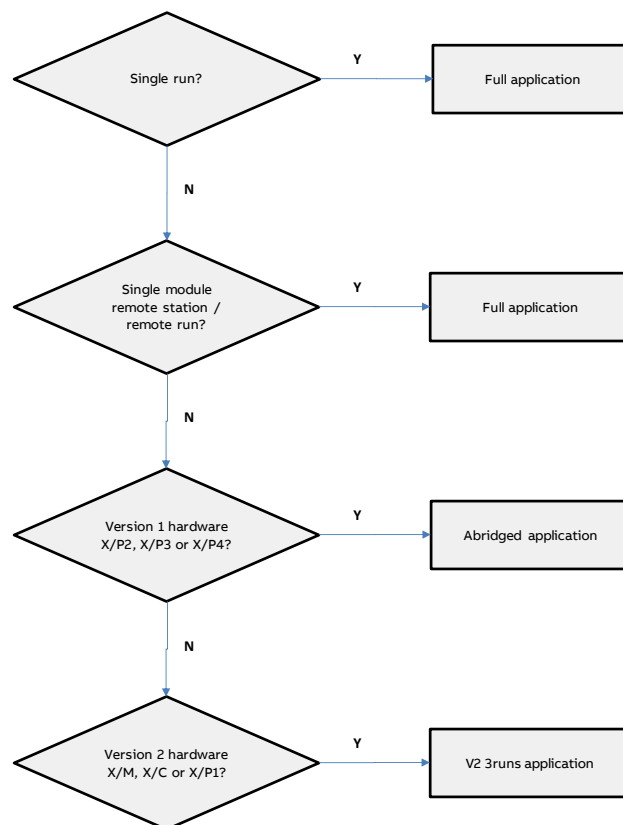 Single run?
Y
Full application
N
Single module
remote station /
remote run?
Y
Full application
N
Version 1 hardware
X/P2, X/P3 or X/P4?
Y
Abridged application
N
Version 2 hardware
X/M, X/C or X/P1?
Y
V2 3runs application